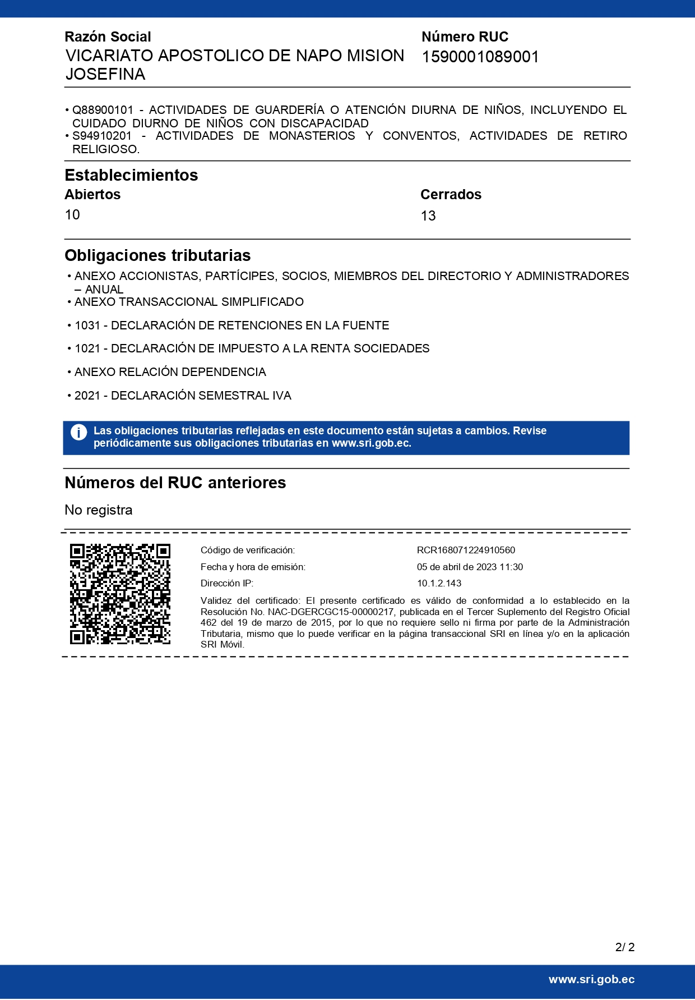 Razón Social
Número RUC
VICARIATO APOSTOLICO DE NAPO MISION
1590001089001
JOSEFINA
• Q88900101 - ACTIVIDADES DE GUARDERÍA O ATENCIÓN DIURNA DE NIÑOS, INCLUYENDO EL
CUIDADO DIURNO DE NIÑOS CON DISCAPACIDAD
• S94910201 - ACTIVIDADES DE MONASTERIOS Y CONVENTOS, ACTIVIDADES DE RETIRO
RELIGIOSO.
Establecimientos
Abiertos
Cerrados
10
13
Obligaciones tributarias
• ANEXO ACCIONISTAS, PARTÍCIPES, SOCIOS, MIEMBROS DEL DIRECTORIO Y ADMINISTRADORES
– ANUAL
• ANEXO TRANSACCIONAL SIMPLIFICADO
• 1031 - DECLARACIÓN DE RETENCIONES EN LA FUENTE
• 1021 - DECLARACIÓN DE IMPUESTO A LA RENTA SOCIEDADES
• ANEXO RELACIÓN DEPENDENCIA
• 2021 - DECLARACIÓN SEMESTRAL IVA
i Las obligaciones tributarias reflejadas en este documento están sujetas a cambios. Revise
periódicamente sus obligaciones tributarias en www.sri.gob.ec.
Números del RUC anteriores
No registra
Código de verificación:
RCR168071224910560
Fecha y hora de emisión:
05 de abril de 2023 11:30
Dirección IP:
10.1.2.143
Validez del certificado: El presente certificado es válido de conformidad a lo establecido en la
Resolución No. NAC-DGERCGC15-00000217, publicada en el Tercer Suplemento del Registro Oficial
462 del 19 de marzo de 2015, por lo que no requiere sello ni firma por parte de la Administración
Tributaria, mismo que lo puede verificar en la página transaccional SRI en línea y/o en la aplicación
SRI Móvil.
2/ 2
www.sri.gob.ec